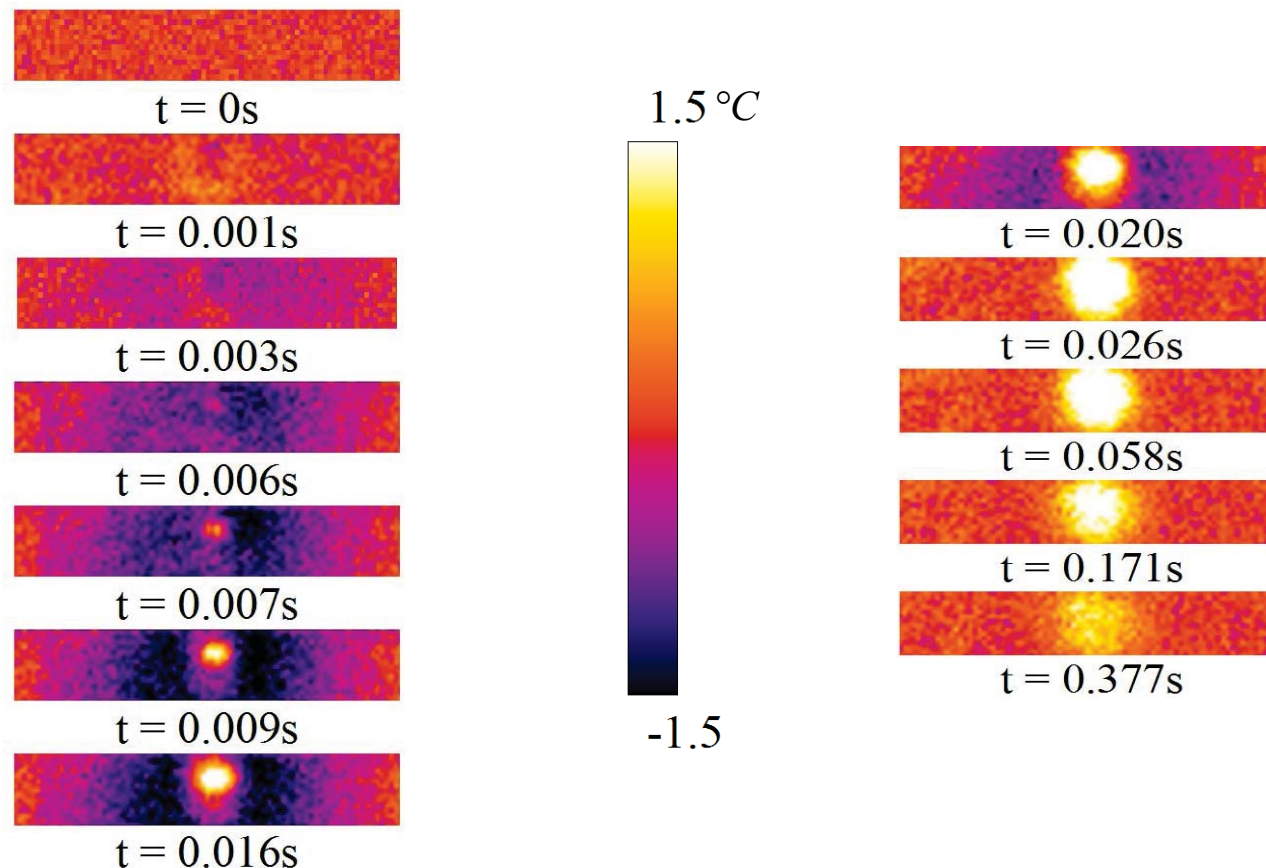 t = 0s
t = 0.001s
t = 0.003s
t = 0.006s
t = 0.007s
t = 0.009s
t = 0.016s
1.5 °C
-1.5
t = 0.020s
t = 0.026s
t = 0.058s
t = 0.171s
t = 0.377s